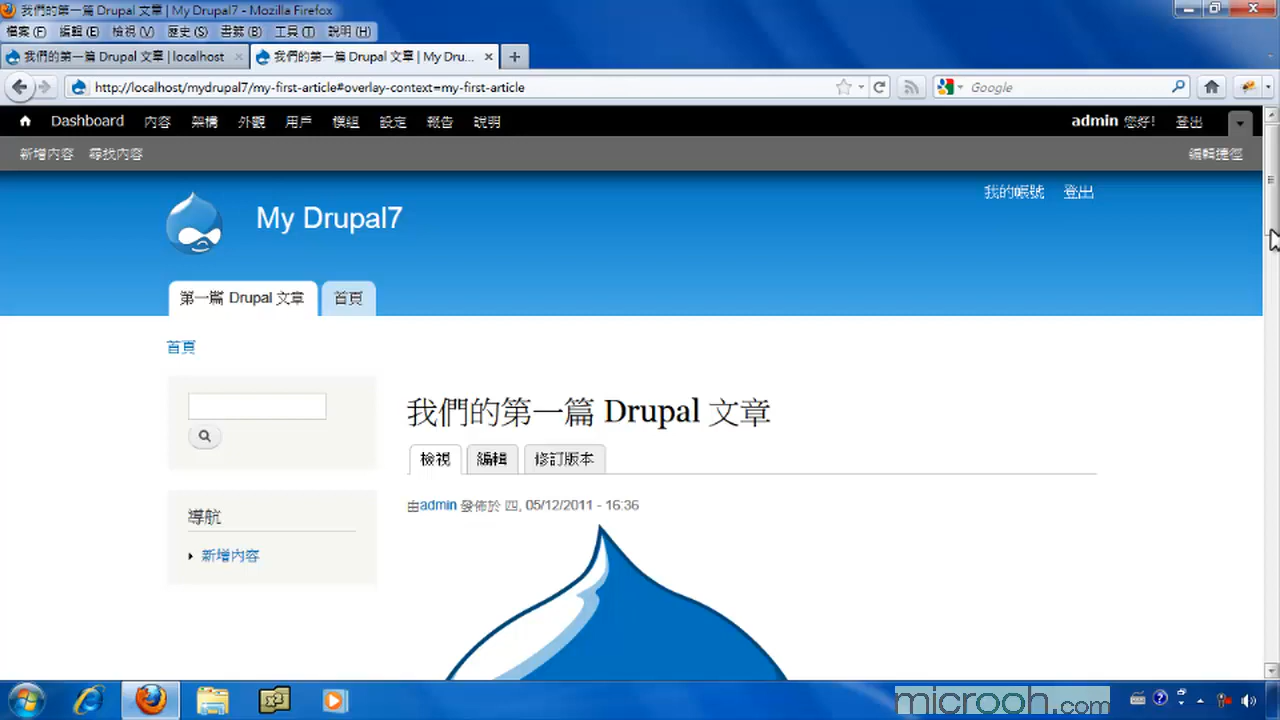 我們的第一篇 Drupal 文章 | My Drupal7 - Mozilla Firefox
檔案 (F) 編輯 (E) 檢視 (V) 歷史 (S) 書籤 (B) 工具 (T) 說明 (H)
我們的第一篇 Drupal 文章 | localhost 我們的第一篇 Drupal 文章 | My Dru...
http://localhost/mydrupal7/my-first-article#overlay-context=my-first-article Google
Dashboard 內容 架構 外觀 用戶 模組 設定 報告 說明 admin 您好! 登出
新增內容 尋找內容 編輯捷徑
我的帳號 登出
My Drupal7
第一篇 Drupal 文章 首頁
首頁
我們的第一篇 Drupal 文章
檢視 編輯 修訂版本
由admin 發佈於 四, 05/12/2011 - 16:36
導航
新增內容
microoh.com